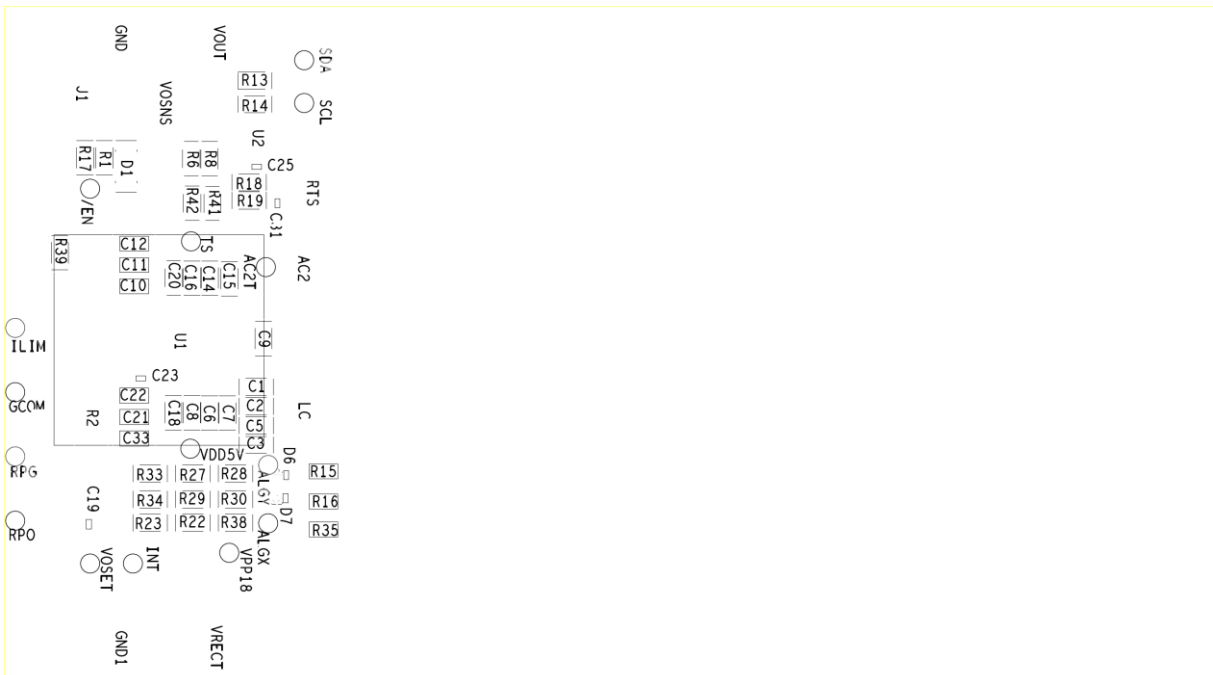 GND
VOUT
SDA
R13
J1
VOSNS
R14
SCL
U2
R17
R1
D1
R6
R8
C25
R18
RTS
R19
/EN
R42
R41
C31
R39
C12
TS
C11
C20
C16
C14
C15
AC2T
AC2
C10
ILIM
U1
C9
C23
C1
C22
GCOM
R2
C21
C18
C8
C6
C7
C2
LC
C5
C33
C3
VDD5V
D6
RPG
R33
R27
R28
ALGY
R15
C19
R34
R29
R30
D7
R16
R23
R22
R38
R35
RPO
ALGX
VOSET
INT
VPP18
GND1
VRECT